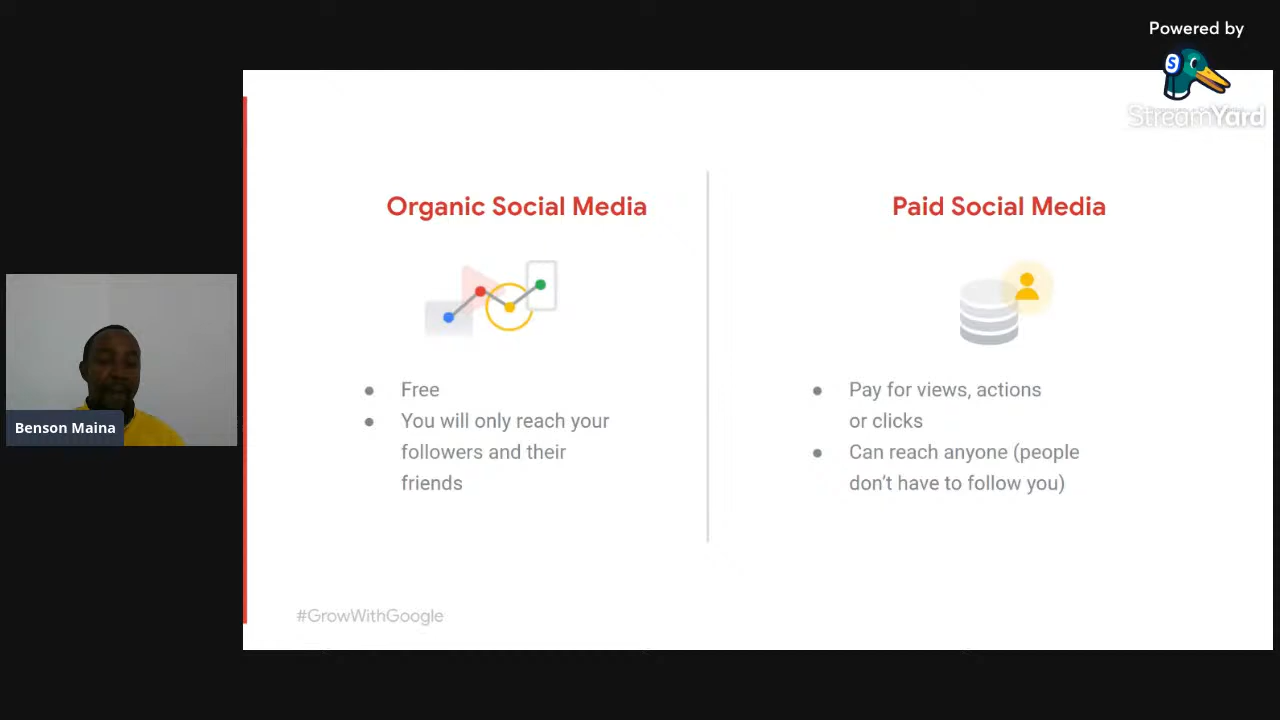 Powered by
StreamYard
Organic Social Media
Paid Social Media
● Free
● You will only reach your
followers and their
friends
● Pay for views, actions
or clicks
● Can reach anyone (people
don't have to follow you)
Benson Maina
#GrowWithGoogle